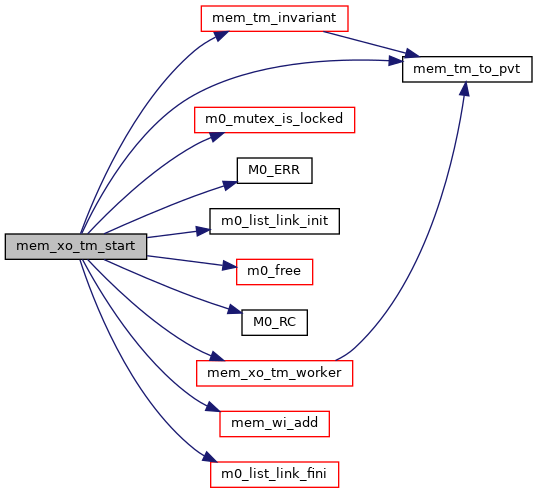 mem_tm_invariant
mem_tm_to_pvt
m0_mutex_is_locked
M0_ERR
m0_list_link_init
mem_xo_tm_start
m0_free
M0_RC
mem_xo_tm_worker
mem_wi_add
m0_list_link_fini